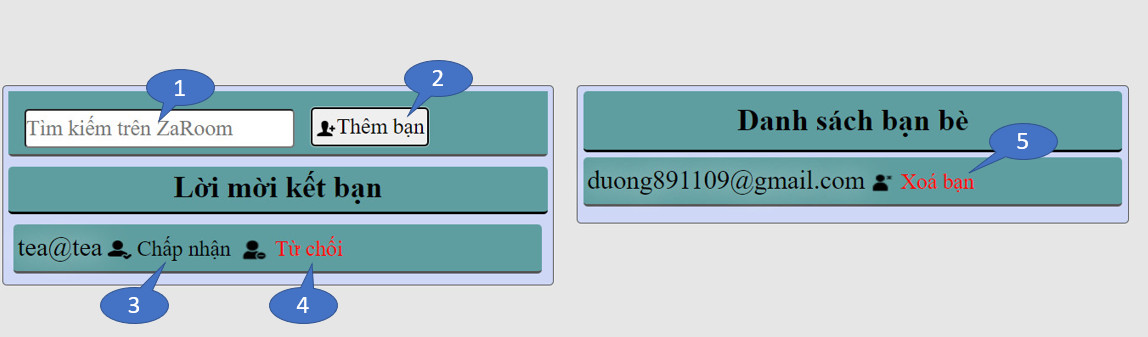 1
2
Tìm kiếm trên ZaRoom
Thêm bạn
Lời mời kết bạn
tea@tea Chấp nhận Từ chối
3
4
Danh sách bạn bè
5
duong891109@gmail.com Xoá bạn